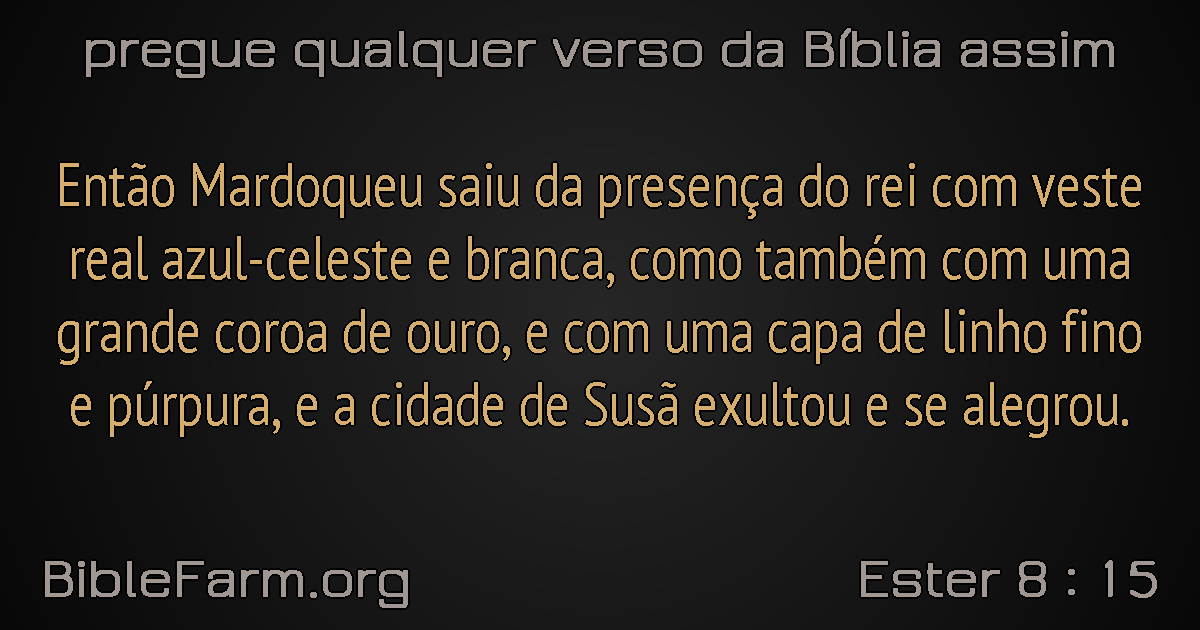 pregue qualquer verso da Bíblia assim
Então Mardoqueu saiu da presença do rei com veste
real azul-celeste e branca, como também com uma
grande coroa de ouro, e com uma capa de linho fino
e púrpura, e a cidade de Susã exultou e se alegrou.
BibleFarm.org
Ester 8 : 15